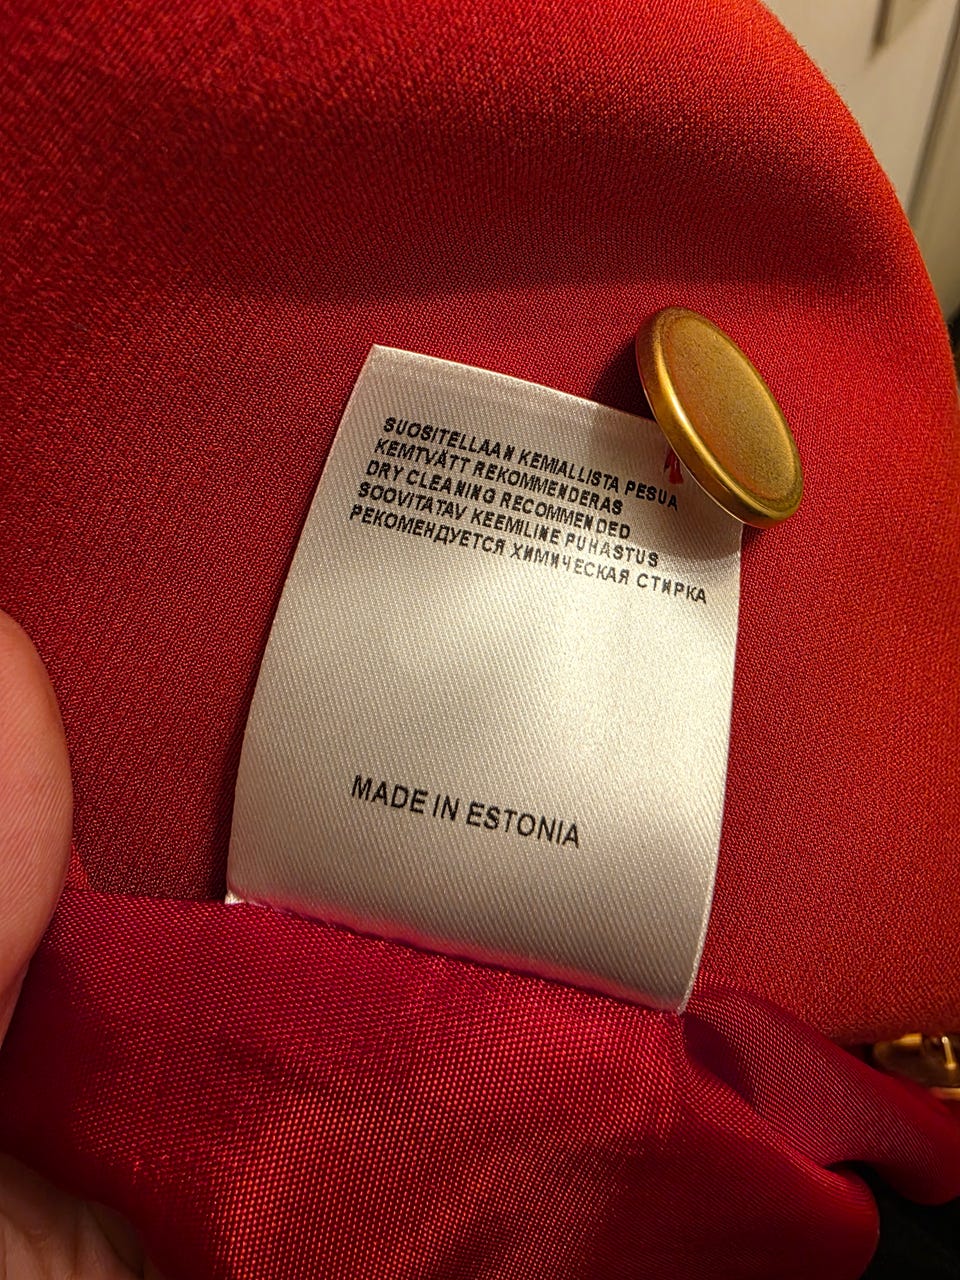 SUOSITELLAAN KEMIALLISTA PESUA
KEMTVÄTT REKOMMENDERAS
DRY CLEANING RECOMMENDED
SOOVITATAV KEEMILINE PUHASTUS
РЕКОМЕНДУЕТСЯ ХИМИЧЕСКАЯ СТИРКА
MADE IN ESTONIA